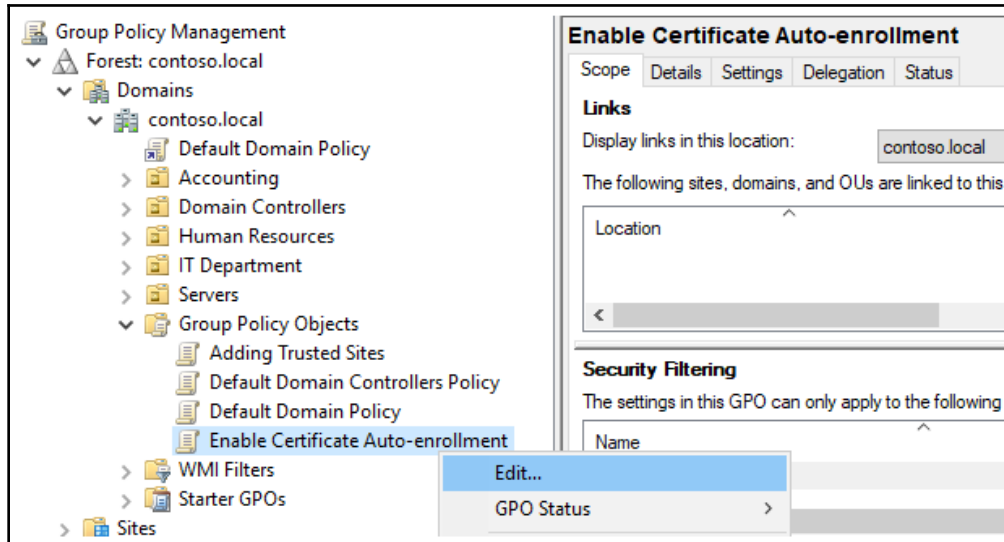 Group Policy Management
Forest: contoso.local
Domains
contoso.local
Default Domain Policy
Accounting
Domain Controllers
Human Resources
IT Department
Servers
Group Policy Objects
Adding Trusted Sites
Default Domain Controllers Policy
Default Domain Policy
Enable Certificate Auto-enrollment
WMI Filters
Starter GPOs
Sites
Edit...
GPO Status
Enable Certificate Auto-enrollment
Scope Details Settings Delegation Status
Links
Display links in this location: contoso.local
The following sites, domains, and OUs are linked to this
Location
Security Filtering
The settings in this GPO can only apply to the following
Name